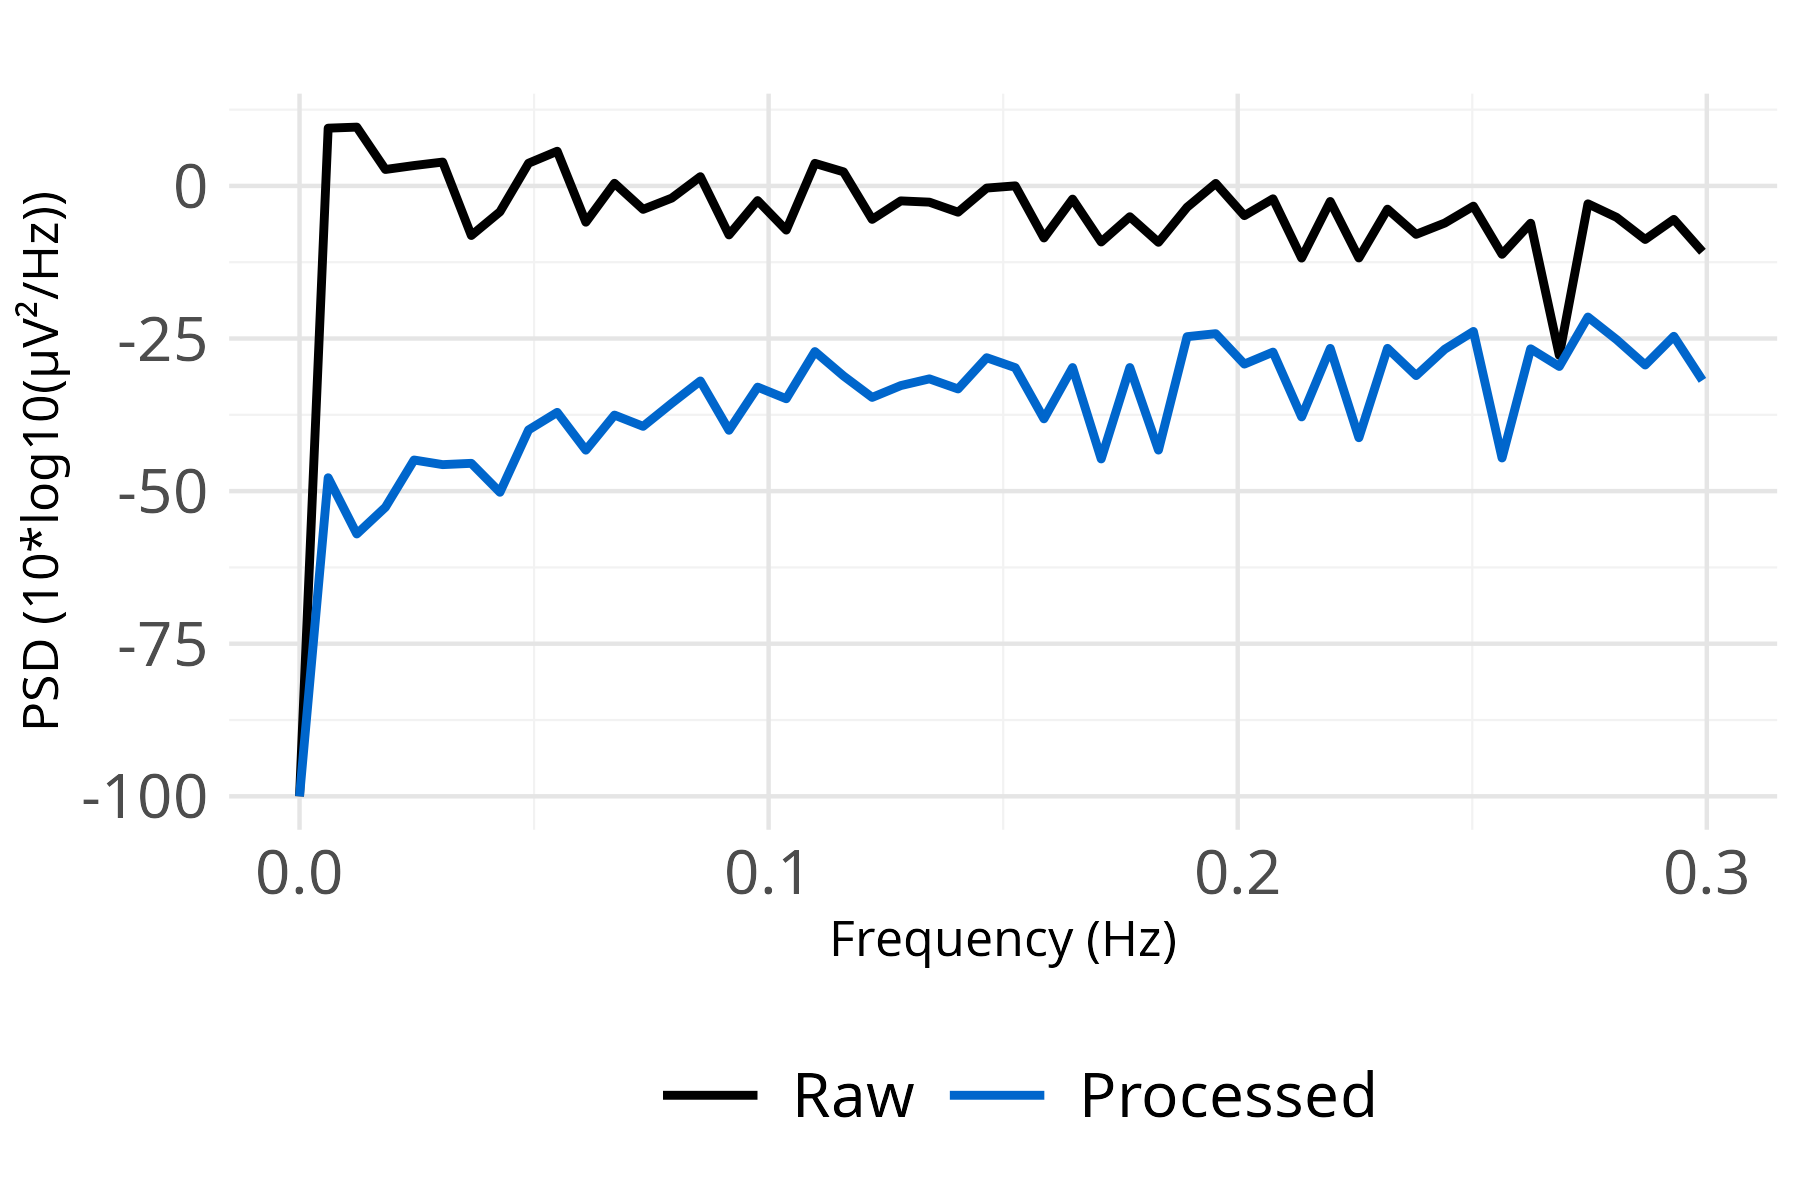 PSD (10*log10(µV²/Hz))
0
-25
-50
-75
-100
0.0 0.1 0.2 0.3
Frequency (Hz)
Raw Processed